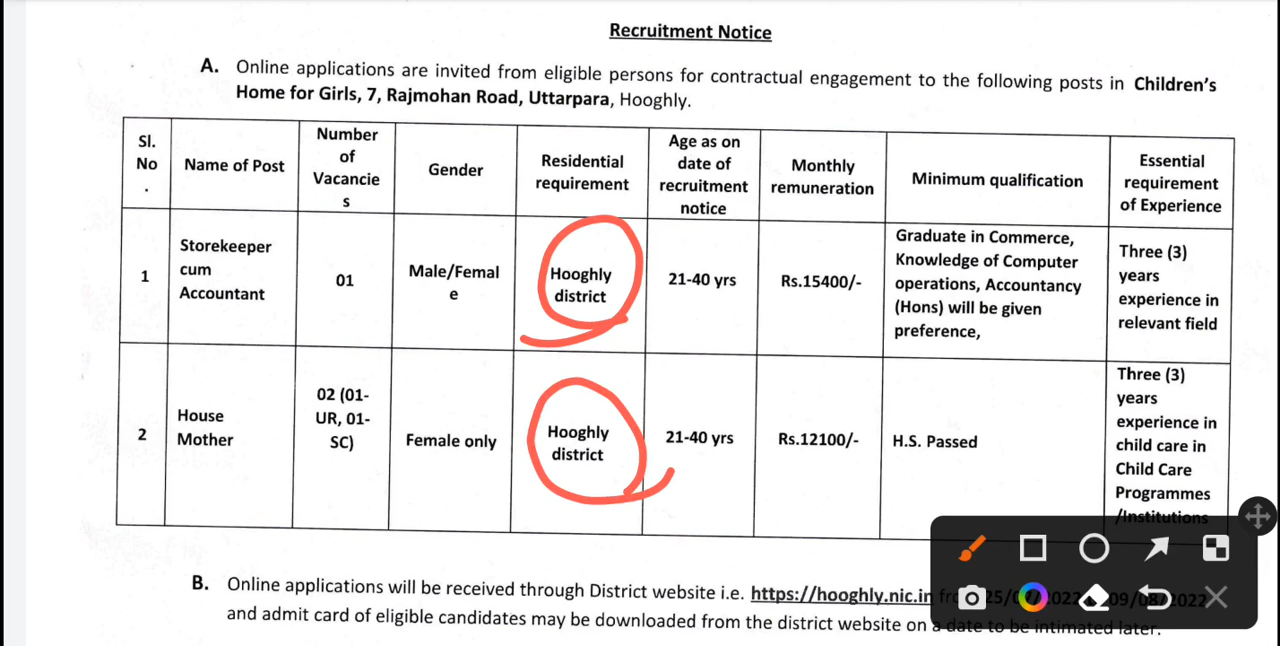 Recruitment Notice
A. Online applications are invited from eligible persons for contractual engagement to the following posts in Children's
Home for Girls, 7, Rajmohan Road, Uttarpara, Hooghly.
Sl.
No
.
Name of Post
Number
of
Vacancie
s
Gender
Residential
requirement
Age as on
date of
recruitment
notice
Monthly
remuneration
Minimum qualification
Essential
requirement
of Experience
1
Storekeeper
cum
Accountant
01
Male/Femal
e
Hooghly
district
21-40 yrs
Rs.15400/-
Graduate in Commerce,
Knowledge of Computer
operations, Accountancy
(Hons) will be given
preference,
Three (3)
years
experience in
relevant field
2
House
Mother
02 (01-
UR, 01-
SC)
Female only
Hooghly
district
21-40 yrs
Rs.12100/-
H.S. Passed
Three (3)
years
experience in
child care in
Child Care
Programmes
/Institutions
B. Online applications will be received through District website i.e. https://hooghly.nic.in
and admit card of eligible candidates may be downloaded from the district website on a date to be intimated later.